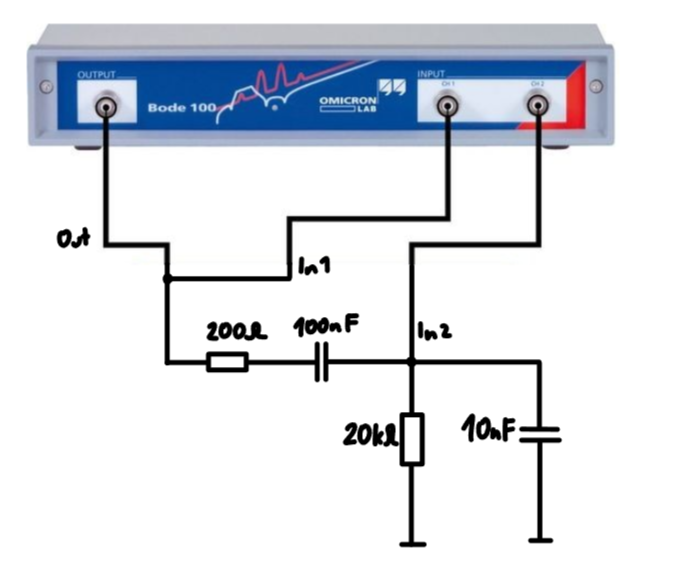 OUTPUT
INPUT
CH 1
CH 2
Bode 100
®
OMICRON
LAB
Out
In1
200Ω
100nF
In2
20kΩ
10nF